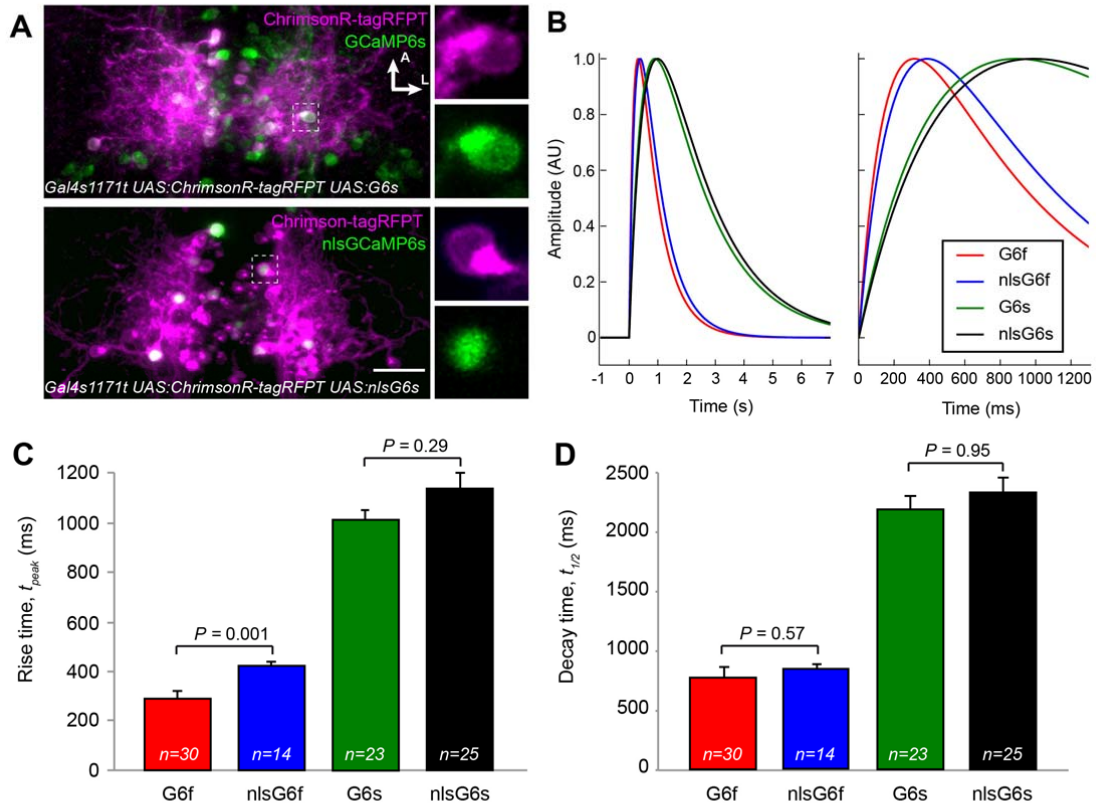 A
ChrimsonR-tagRFPT
GCaMP6s
A
L
Gal4s1171t UAS:ChrimsonR-tagRFPT UAS:G6s
Chrimson-tagRFPT
nlsGCaMP6s
Gal4s1171t UAS:ChrimsonR-tagRFPT UAS:nlsG6s
B
Amplitude (AU)
1.0
0.8
0.6
0.4
0.2
0
-1 0 1 2 3 4 5 6 7
Time (s)
0 200 400 600 800 1000 1200
Time (ms)
G6f
nlsG6f
G6s
nlsG6s
C
Rise time, tpeak (ms)
1200
1000
800
600
400
200
0
P = 0.001
P = 0.29
n=30 n=14 n=23 n=25
G6f nlsG6f G6s nlsG6s
D
Decay time, t1/2 (ms)
2500
2000
1500
1000
500
0
P = 0.57
P = 0.95
n=30 n=14 n=23 n=25
G6f nlsG6f G6s nlsG6s